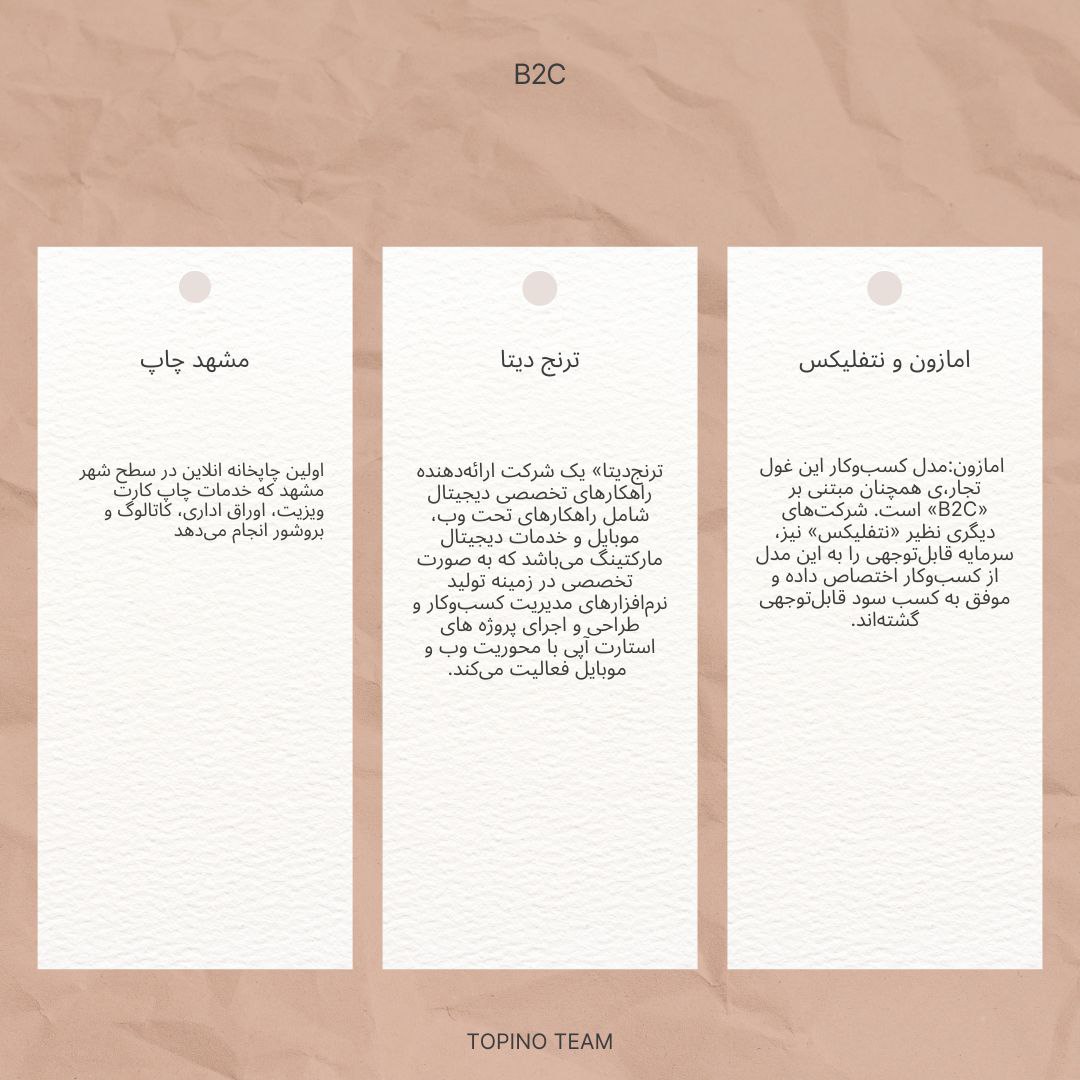 B2C
امازون و نتفلیکس
امازون:مدل کسب‌وکار این غول
تجار،ی همچنان مبتنی بر
«B2C» است. شرکت‌های
دیگری نظیر «نتفلیکس» نیز،
سرمایه قابل‌توجهی را به این مدل
از کسب‌وکار اختصاص داده و
موفق به کسب سود قابل‌توجهی
گشته‌اند.
ترنج دیتا
ترنج‌دیتا» یک شرکت ارائه‌دهنده
راهکارهای تخصصی دیجیتال
شامل راهکارهای تحت وب،
موبایل و خدمات دیجیتال
مارکتینگ می‌باشد که به صورت
تخصصی در زمینه تولید
نرم‌افزارهای مدیریت کسب‌وکار و
طراحی و اجرای پروژه های
استارت آپی با محوریت وب و
موبایل فعالیت می‌کند.
مشهد چاپ
اولین چاپخانه انلاین در سطح شهر
مشهد که خدمات چاپ کارت
ویزیت، اوراق اداری، کاتالوگ و
بروشور انجام می‌دهد
TOPINO TEAM